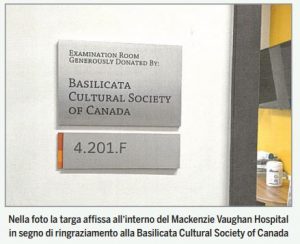 EXAMINATION ROOM
GENEROUSLY DONATED BY:
BASILICATA
CULTURAL SOCIETY
OF CANADA
4.201.F
Nella foto la targa affissa all'interno del Mackenzie Vaughan Hospital
in segno di ringraziamento alla Basilicata Cultural Society of Canada